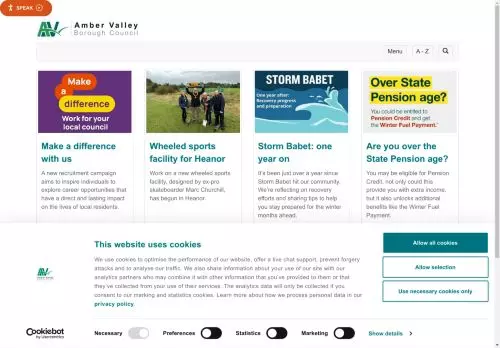 SPEAK
Amber Valley
Borough Council
Menu
A - Z
Make
a
difference
Work for your
local council
STORM BABET
One year after:
Recovery progress
and preparation
Over State
Pension age?
You could be entitled to
Pension Credit and get
the Winter Fuel Payment.
Make a difference
with us
A new recruitment campaign
aims to inspire individuals to
explore career opportunities that
have a direct and lasting impact
on the lives of local residents.
Wheeled sports
facility for Heanor
Work on a new wheeled sports
facility, designed by ex-pro
skateboarder Marc Churchill,
has begun in Heanor.
Storm Babet: one
year on
It's been just over a year since
Storm Babet hit our community.
We're reflecting on recovery
efforts and sharing tips to help
you stay prepared for the winter
months ahead.
Are you over the
State Pension age?
You may be eligible for Pension
Credit, not only could this
provide you with extra income,
but it also unlocks additional
benefits like the Winter Fuel
Payment.
This website uses cookies
We use cookies to optimise the performance of our website, offer a live chat support, prevent forgery
attacks and to analyse our traffic. We also share information about your use of our site with our
analytics partners who may combine it with other information that you've provided to them or that
they've collected from your use of their services. The analytics data will only be collected if you
consent to our marking and statistics cookies. Learn more about how we process personal data in our
privacy policy.
Allow all cookies
Allow selection
Use necessary cookies only
Cookiebot
by Usercentrics
Necessary
Preferences
Statistics
Marketing
Show details